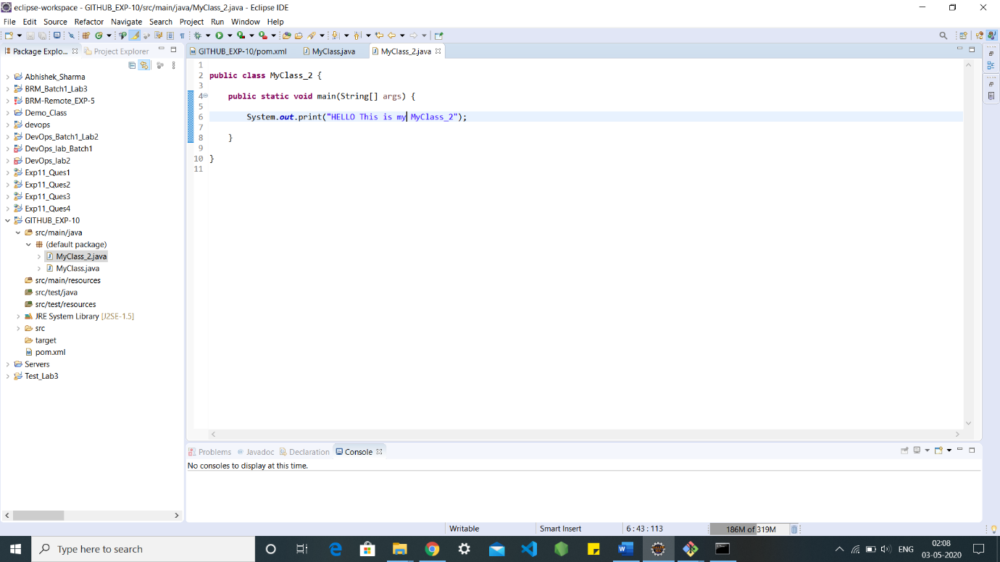 eclipse-workspace - GITHUB_EXP-10/src/main/java/MyClass_2.java - Eclipse IDE
File Edit Source Refactor Navigate Search Project Run Window Help
Package Explo... Project Explorer
GITHUB_EXP-10/pom.xml MyClass.java MyClass_2.java
Abhishek_Sharma
BRM_Batch1_Lab3
BRM-Remote_EXP-5
Demo_Class
devops
DevOps_Batch1_Lab2
DevOps_lab_Batch1
DevOps_lab2
Exp11_Ques1
Exp11_Ques2
Exp11_Ques3
Exp11_Ques4
GITHUB_EXP-10
src/main/java
(default package)
MyClass_2.java
MyClass.java
src/main/resources
src/test/java
src/test/resources
JRE System Library [J2SE-1.5]
src
target
pom.xml
Servers
Test_Lab3
1
2 public class MyClass_2 {
3
4 public static void main(String[] args) {
5
6 System.out.print("HELLO This is my MyClass_2");
7
8 }
9
10 }
11
Problems Javadoc Declaration Console
No consoles to display at this time.
Writable Smart Insert 6 : 43 : 113 186M of 319M
Type here to search
ENG
02:08
03-05-2020